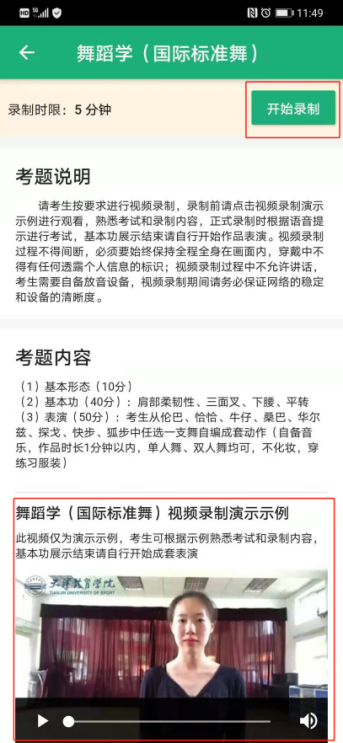 HD 5G 11:49
舞蹈学（国际标准舞）
录制时限：5 分钟
开始录制
考题说明
请考生按要求进行视频录制，录制前请点击视频录制演示
示例进行观看，熟悉考试和录制内容，正式录制时根据语音提
示进行考试，基本功展示结束请自行开始作品表演。视频录制
过程不得间断，必须要始终保持全程全身在画面内，穿戴中不
得有任何透露个人信息的标识；视频录制过程中不允许讲话，
考生需要自备放音设备，视频录制期间请务必保证网络的稳定
和设备的清晰度。
考题内容
（1）基本形态（10分）
（2）基本功（40分）：肩部柔韧性、三面叉、下腰、平转
（3）表演（50分）：考生从伦巴、恰恰、牛仔、桑巴、华尔
兹、探戈、快步、狐步中任选一支舞自编成套动作（自备音
乐，作品时长1分钟以内，单人舞、双人舞均可，不化妆，穿
练习服装）
舞蹈学（国际标准舞）视频录制演示示例
此视频仅为演示示例，考生可根据示例熟悉考试和录制内容，
基本功展示结束请自行开始成套表演
天津体育学院
TIANJIN UNIVERSITY OF SPORT